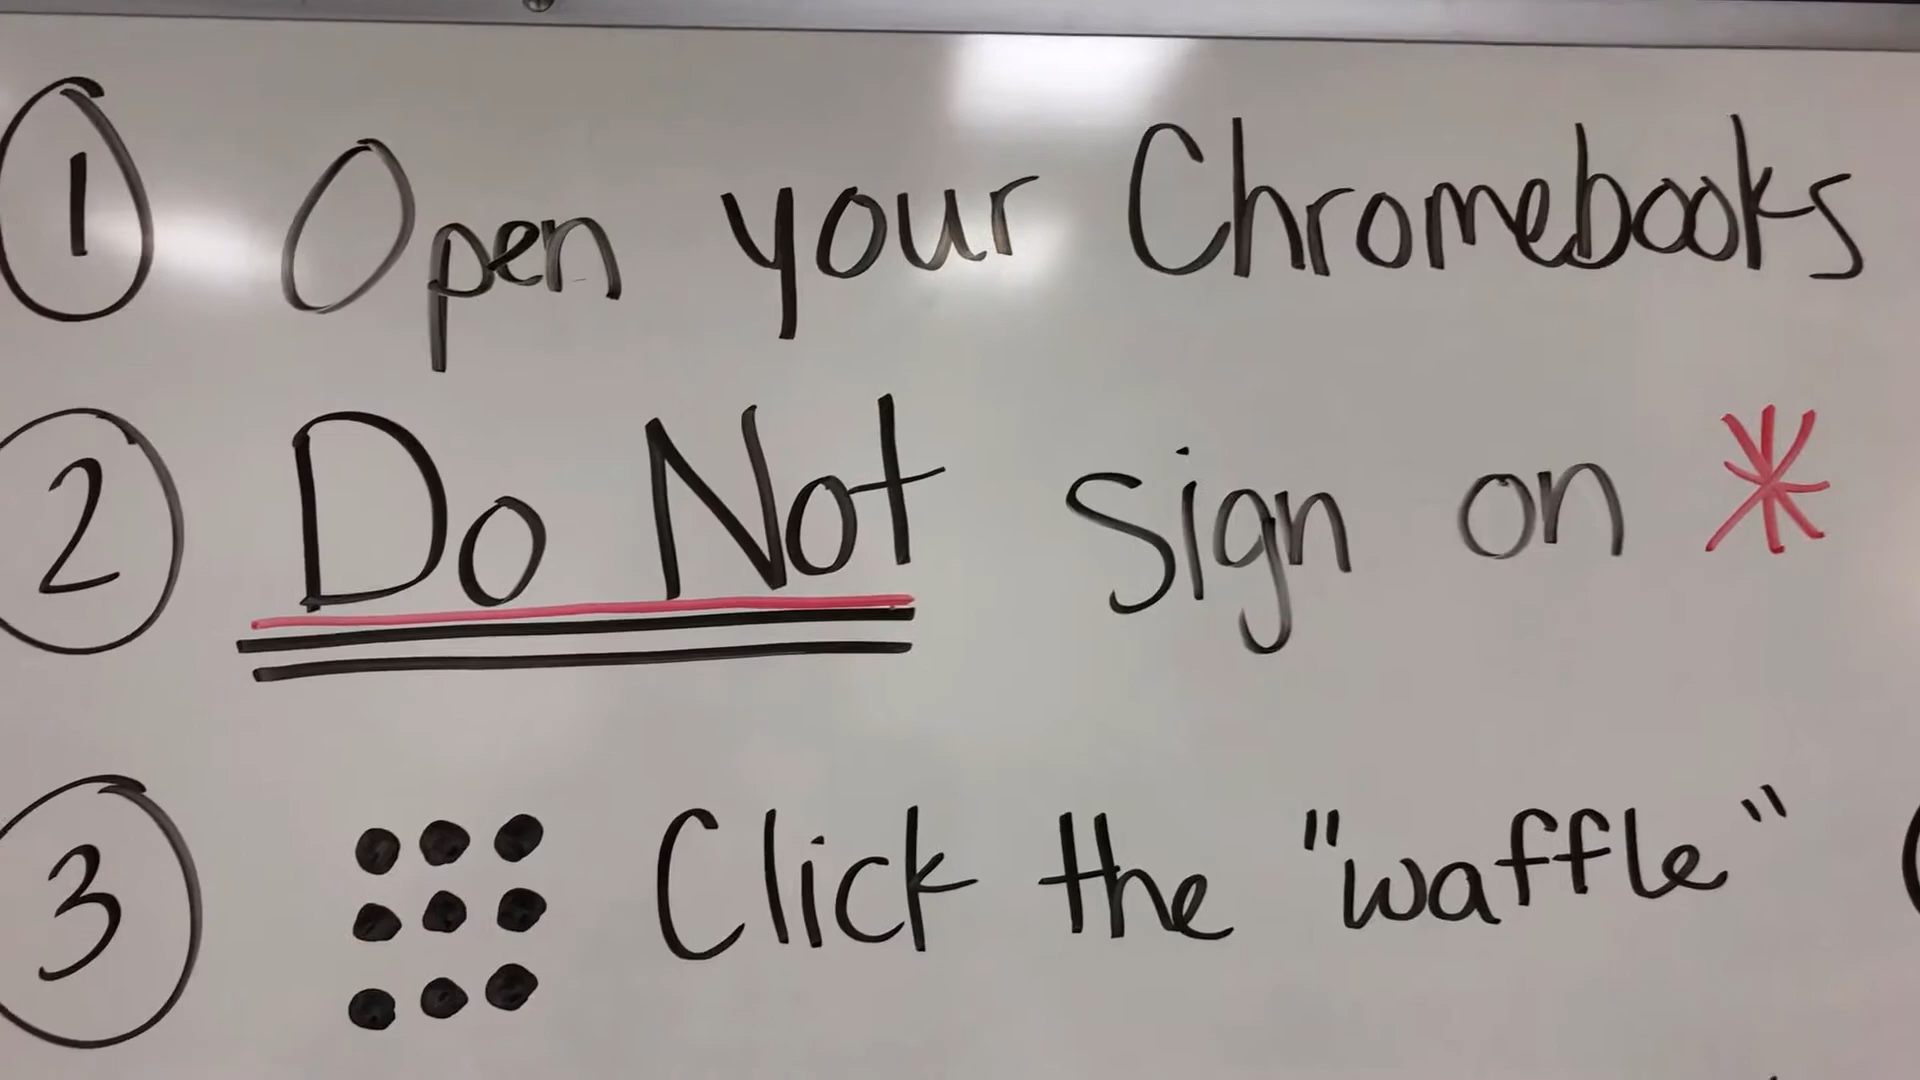 1 Open your Chromebooks
2 Do Not sign on *
3 Click the "waffle"